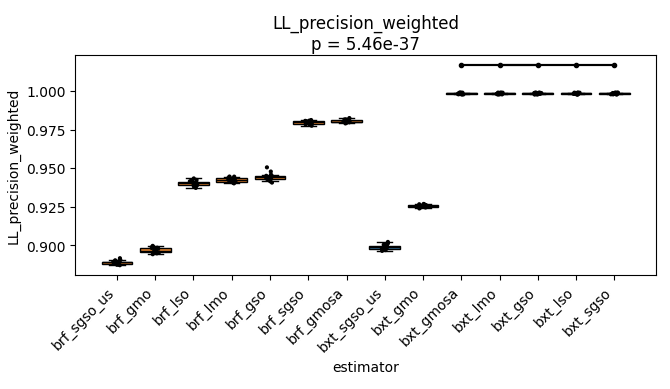 LL_precision_weighted
p = 5.46e-37
LL_precision_weighted
1.000
0.975
0.950
0.925
0.900
brf_sgso_us
brf_gmo
brf_lso
brf_lmo
brf_gso
brf_sgso
brf_gmosa
bxt_sgso_us
bxt_gmo
bxt_gmosa
bxt_lmo
bxt_gso
bxt_lso
bxt_sgso
estimator